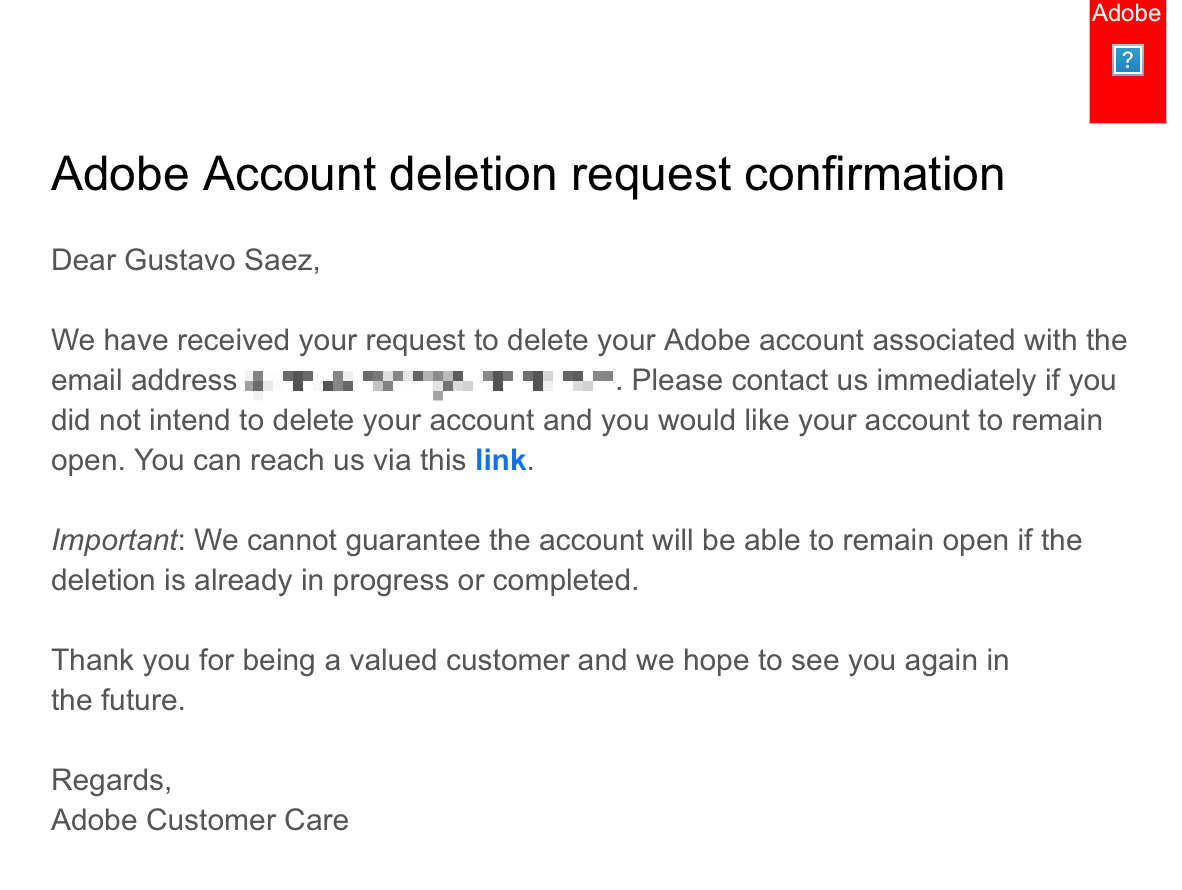 Adobe
?
Adobe Account deletion request confirmation
Dear Gustavo Saez,
We have received your request to delete your Adobe account associated with the
email address . Please contact us immediately if you
did not intend to delete your account and you would like your account to remain
open. You can reach us via this link.
Important: We cannot guarantee the account will be able to remain open if the
deletion is already in progress or completed.
Thank you for being a valued customer and we hope to see you again in
the future.
Regards,
Adobe Customer Care